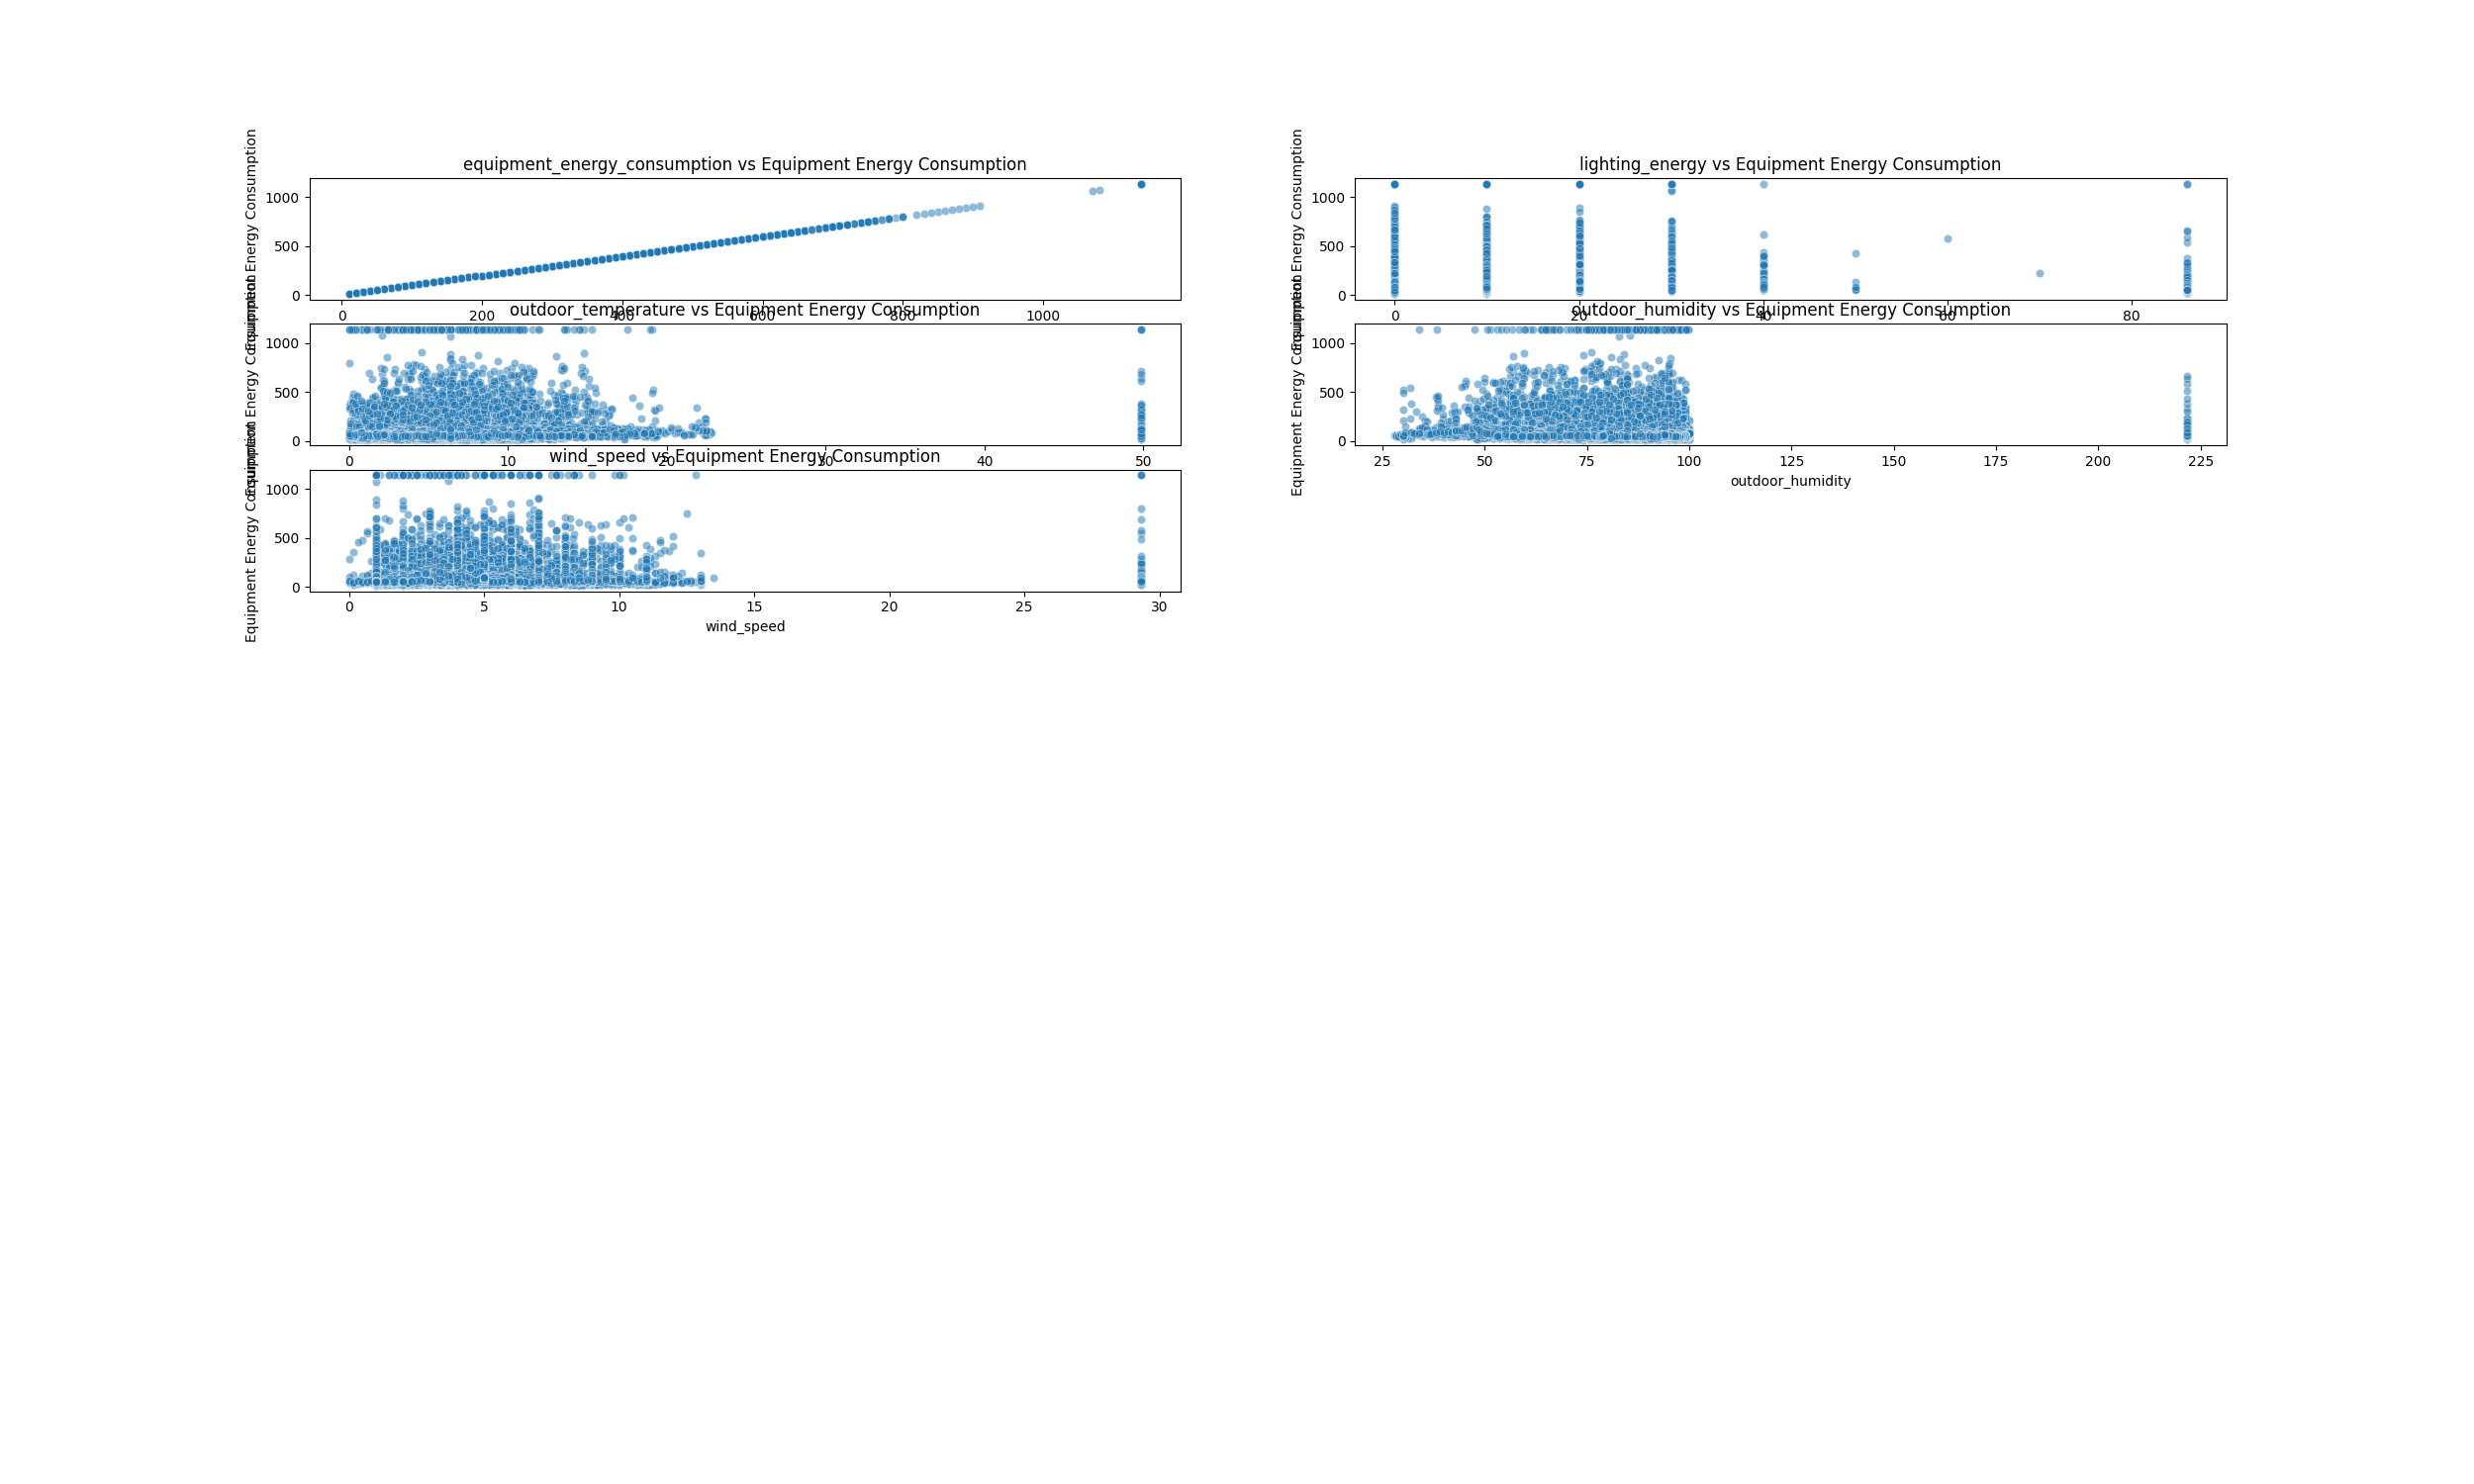 equipment_energy_consumption vs Equipment Energy Consumption
Equipment Energy Consumption
1000
500
0
0 200 400 600 800 1000
lighting_energy vs Equipment Energy Consumption
Equipment Energy Consumption
1000
500
0
0 20 40 60 80
outdoor_temperature vs Equipment Energy Consumption
Equipment Energy Consumption
1000
500
0
0 10 20 30 40 50
outdoor_humidity vs Equipment Energy Consumption
Equipment Energy Consumption
1000
500
0
25 50 75 100 125 150 175 200 225
outdoor_humidity
wind_speed vs Equipment Energy Consumption
Equipment Energy Consumption
1000
500
0
0 5 10 15 20 25 30
wind_speed